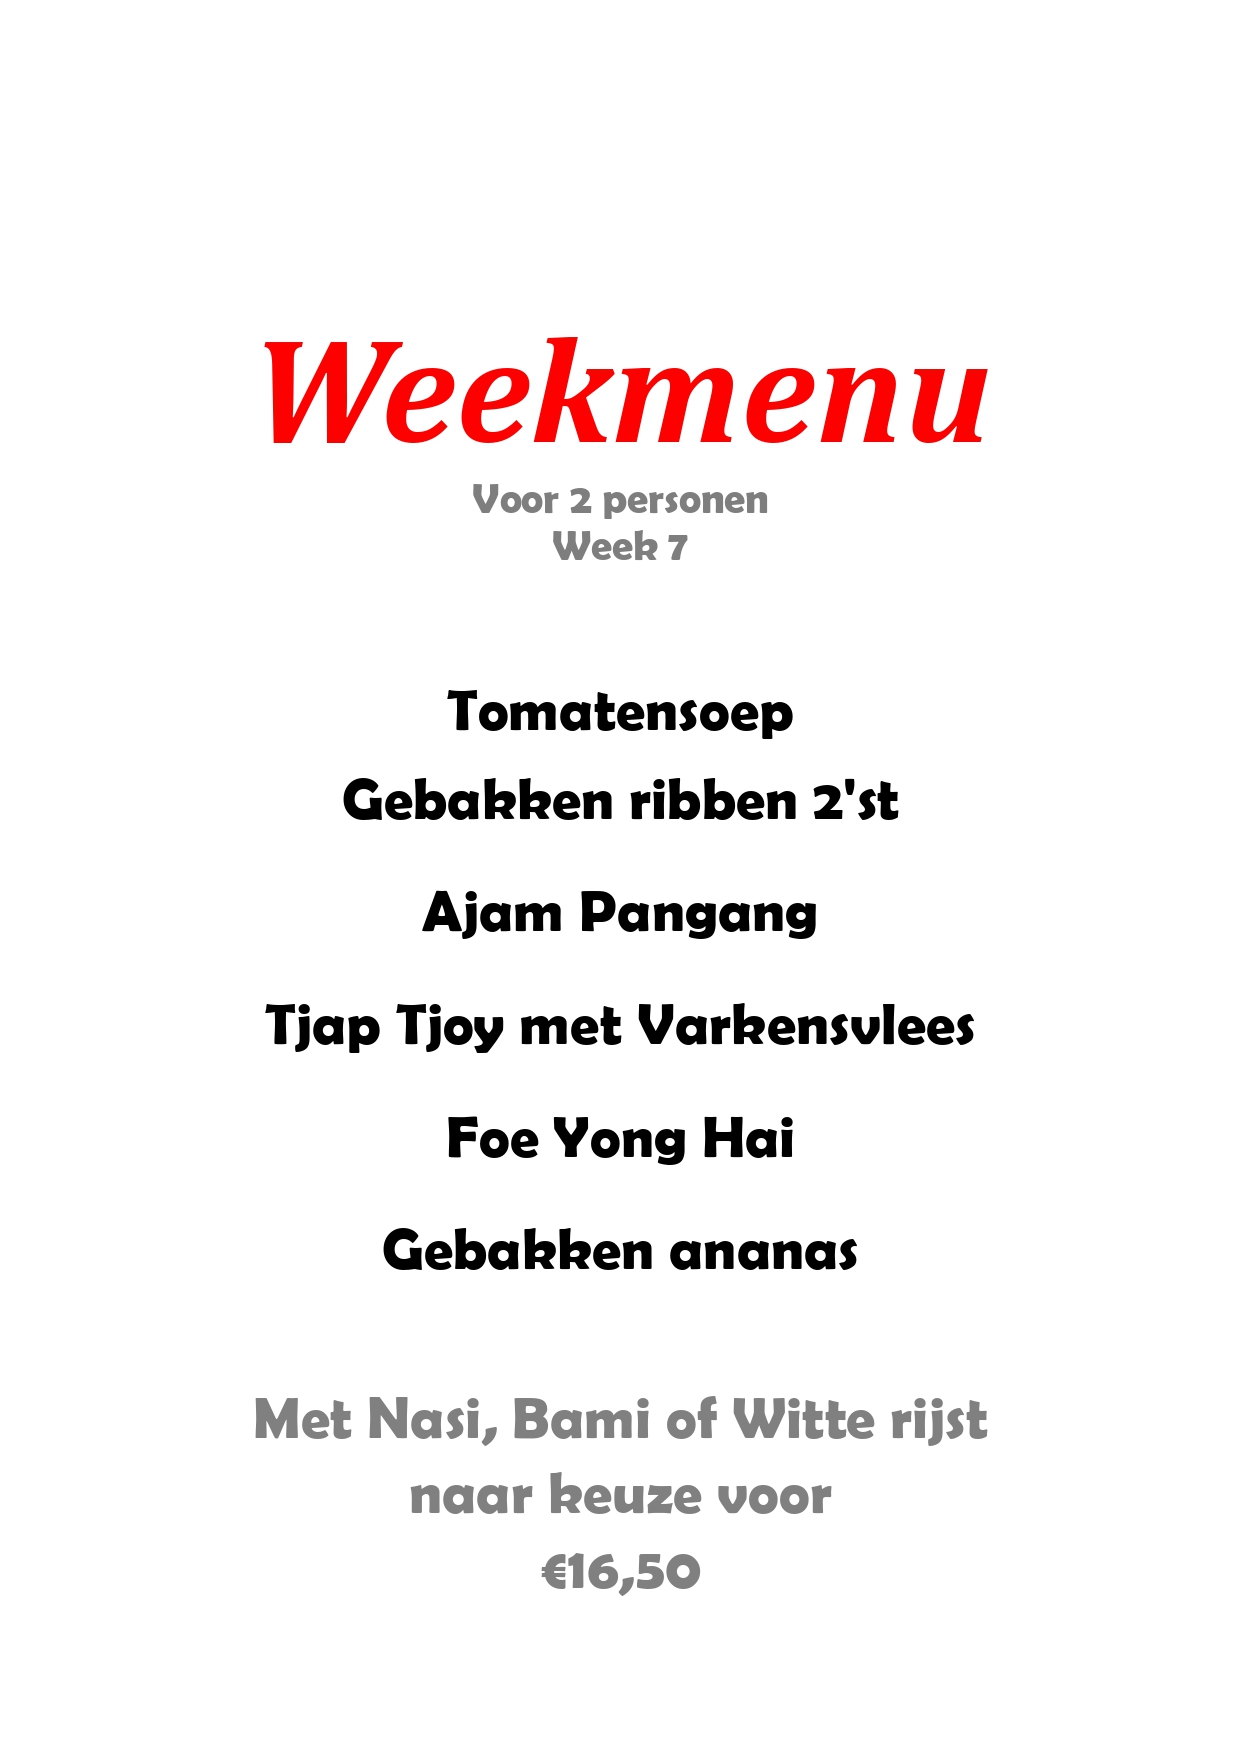 Weekmenu
Voor 2 personen
Week 7
Tomatensoep
Gebakken ribben 2'st
Ajam Pangang
Tjap Tjoy met Varkensvlees
Foe Yong Hai
Gebakken ananas
Met Nasi, Bami of Witte rijst
naar keuze voor
€16,50